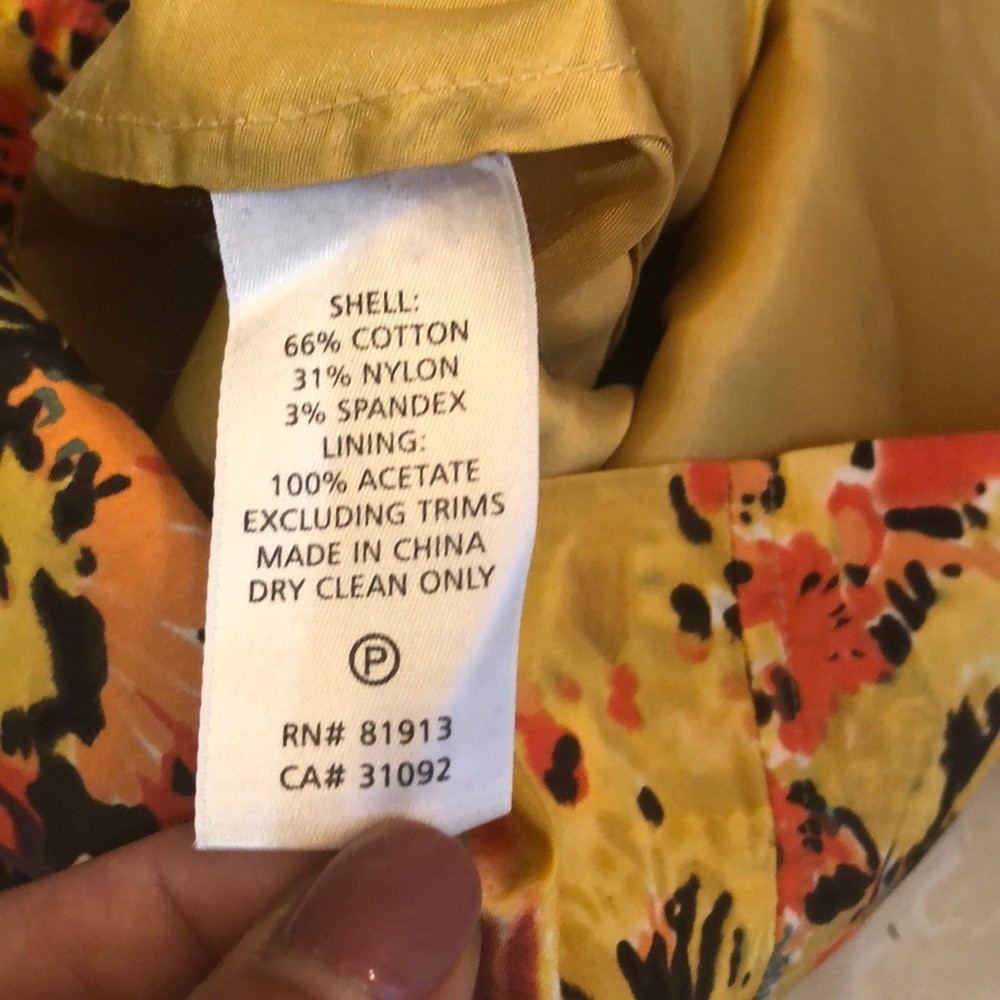 SHELL:
66% COTTON
31% NYLON
3% SPANDEX
LINING:
100% ACETATE
EXCLUDING TRIMS
MADE IN CHINA
DRY CLEAN ONLY
P
RN# 81913
CA# 31092